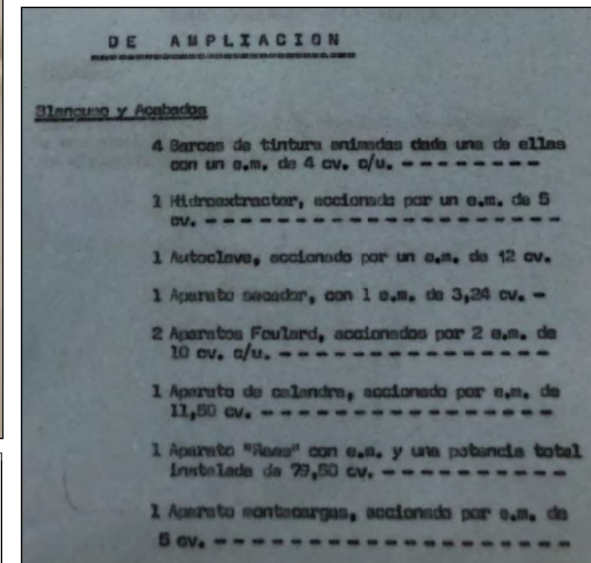 DE AMPLIACION
Blanqueo y Acabados
4 Barcas de tintura animadas dada una de ellas
con un e.m. de 4 cv. c/u. - - - - - - - -
1 Hidroextractor, accionado por un e.m. de 5
cv. - - - - - - - - - - - - - - - - - - -
1 Autoclave, accionado por un e.m. de 12 cv.
1 Aparato secador, con 1 e.m. de 3,24 cv. -
2 Aparatos Foulard, accionados por 2 e.m. de
10 cv. c/u. - - - - - - - - - - - - - - -
1 Aparato de calandra, accionado por e.m. de
11,50 cv. - - - - - - - - - - - - - - - -
1 Aparato con e.m. y una potencia total
instalada de 79,50 cv. - - - - - - - - - -
1 Aparato montacargas, accionado por e.m. de
5 cv. - - - - - - - - - - - - - - - - - -